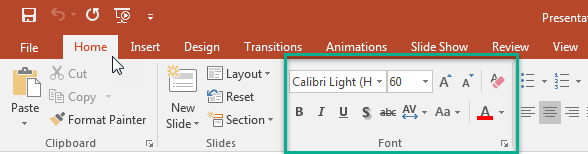 Presenta
File Home Insert Design Transitions Animations Slide Show Review View
Cut
Copy
Format Painter
Paste
Clipboard
New
Slide
Layout
Reset
Section
Slides
Calibri Light (H 60
B I U S abc AV Aa A
Font